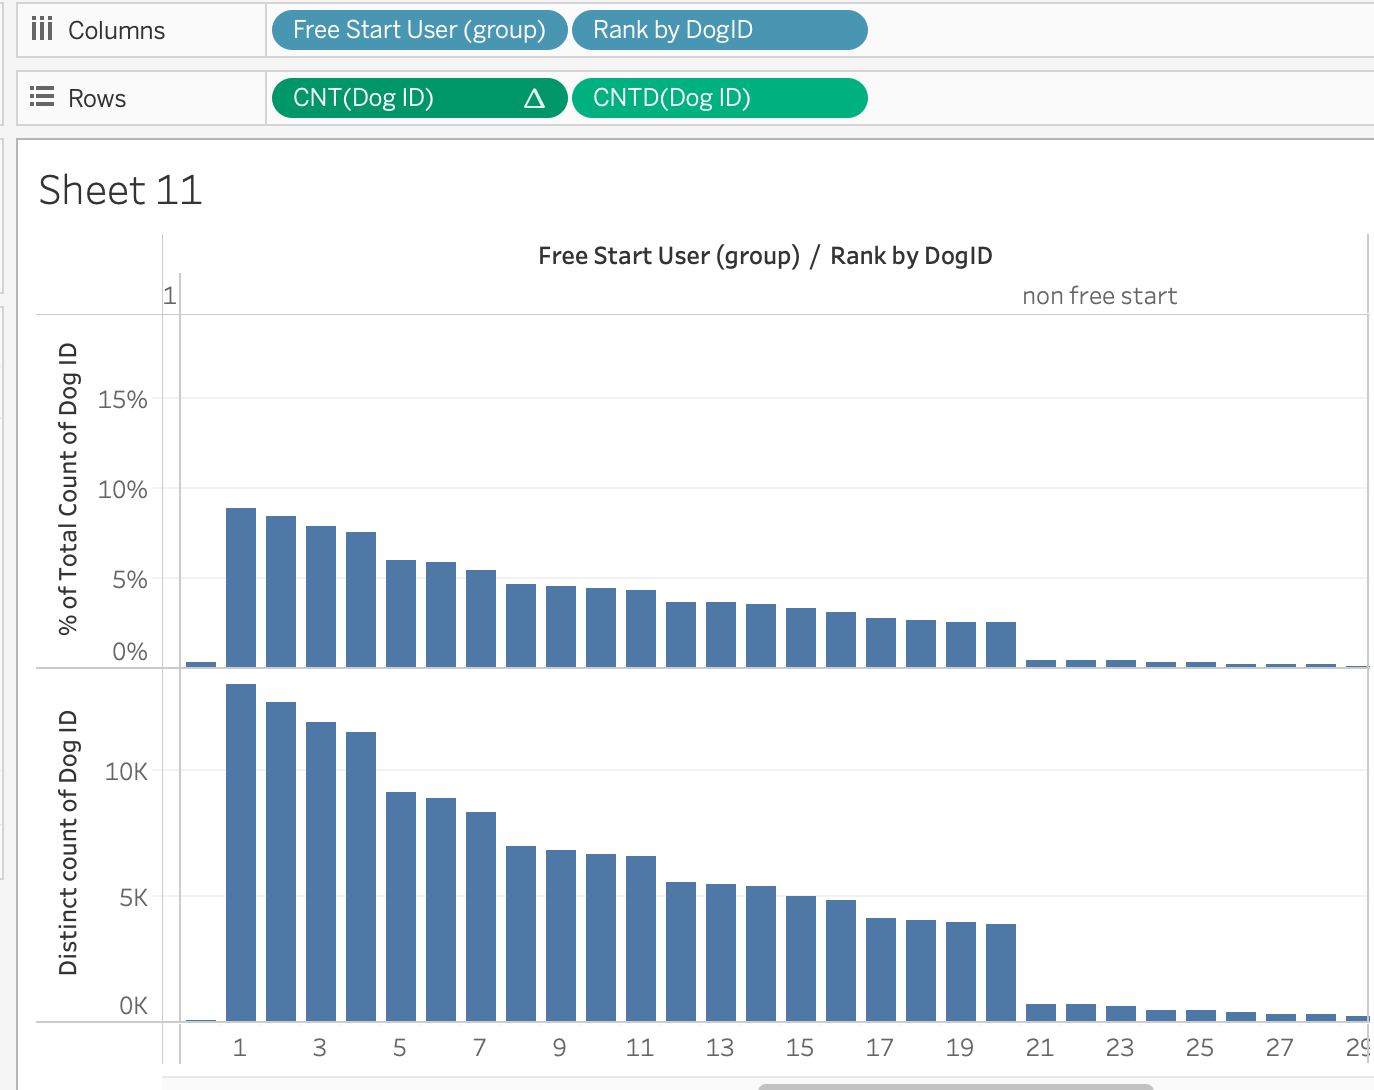 Columns
Free Start User (group)
Rank by DogID
Rows
CNT(Dog ID) Δ
CNTD(Dog ID)
Sheet 11
Free Start User (group) / Rank by DogID
1
non free start
% of Total Count of Dog ID
15%
10%
5%
0%
Distinct count of Dog ID
10K
5K
0K
1 3 5 7 9 11 13 15 17 19 21 23 25 27 29